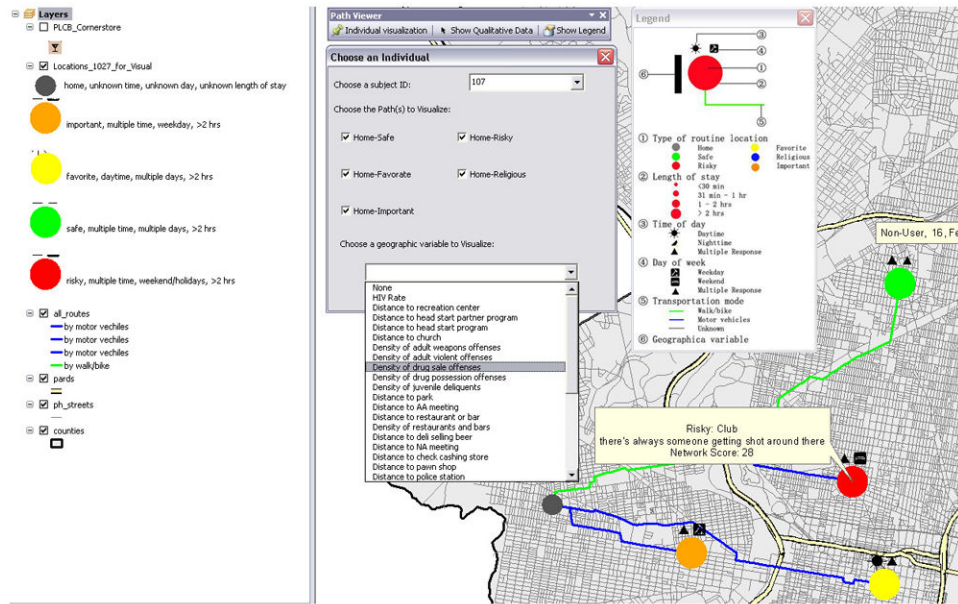 Layers
PLCB_Cornerstore
Locations_1027_for_Visual
home, unknown time, unknown day, unknown length of stay
important, multiple time, weekday, >2 hrs
favorite, daytime, multiple days, >2 hrs
safe, multiple time, multiple days, >2 hrs
risky, multiple time, weekend/holidays, >2 hrs
all_routes
by motor vechiles
by motor vechiles
by motor vechiles
by walk/bike
pards
ph_streets
counties
Path Viewer
Individual visualization
Show Qualitative Data
Show Legend
Choose an Individual
Choose a subject ID:
107
Choose the Path(s) to Visualize:
Home-Safe
Home-Risky
Home-Favorate
Home-Religious
Home-Important
Choose a geographic variable to Visualize:
None
HIV Rate
Distance to recreation center
Distance to head start partner program
Distance to head start program
Distance to church
Density of adult weapons offenses
Density of adult violent offenses
Density of drug sale offenses
Density of drug possession offenses
Density of juvenile deliquents
Distance to park
Distance to AA meeting
Distance to restaurant or bar
Density of restaurants and bars
Distance to deli selling beer
Distance to NA meeting
Distance to check cashing store
Distance to pawn shop
Distance to police station
Legend
③
④
①
⑥
②
⑤
① Type of routine location
Home Favorite
Safe Religious
Risky Important
② Length of stay
<30 min
31 min - 1 hr
1 - 2 hrs
> 2 hrs
③ Time of day
Daytime
Nighttime
Multiple Response
④ Day of week
Weekday
Weekend
Multiple Response
⑤ Transportation mode
Walk/bike
Motor vehicles
Unknown
⑥ Geographica variable
Non-User, 16, Fe
Risky: Club
there's always someone getting shot around there
Network Score: 28